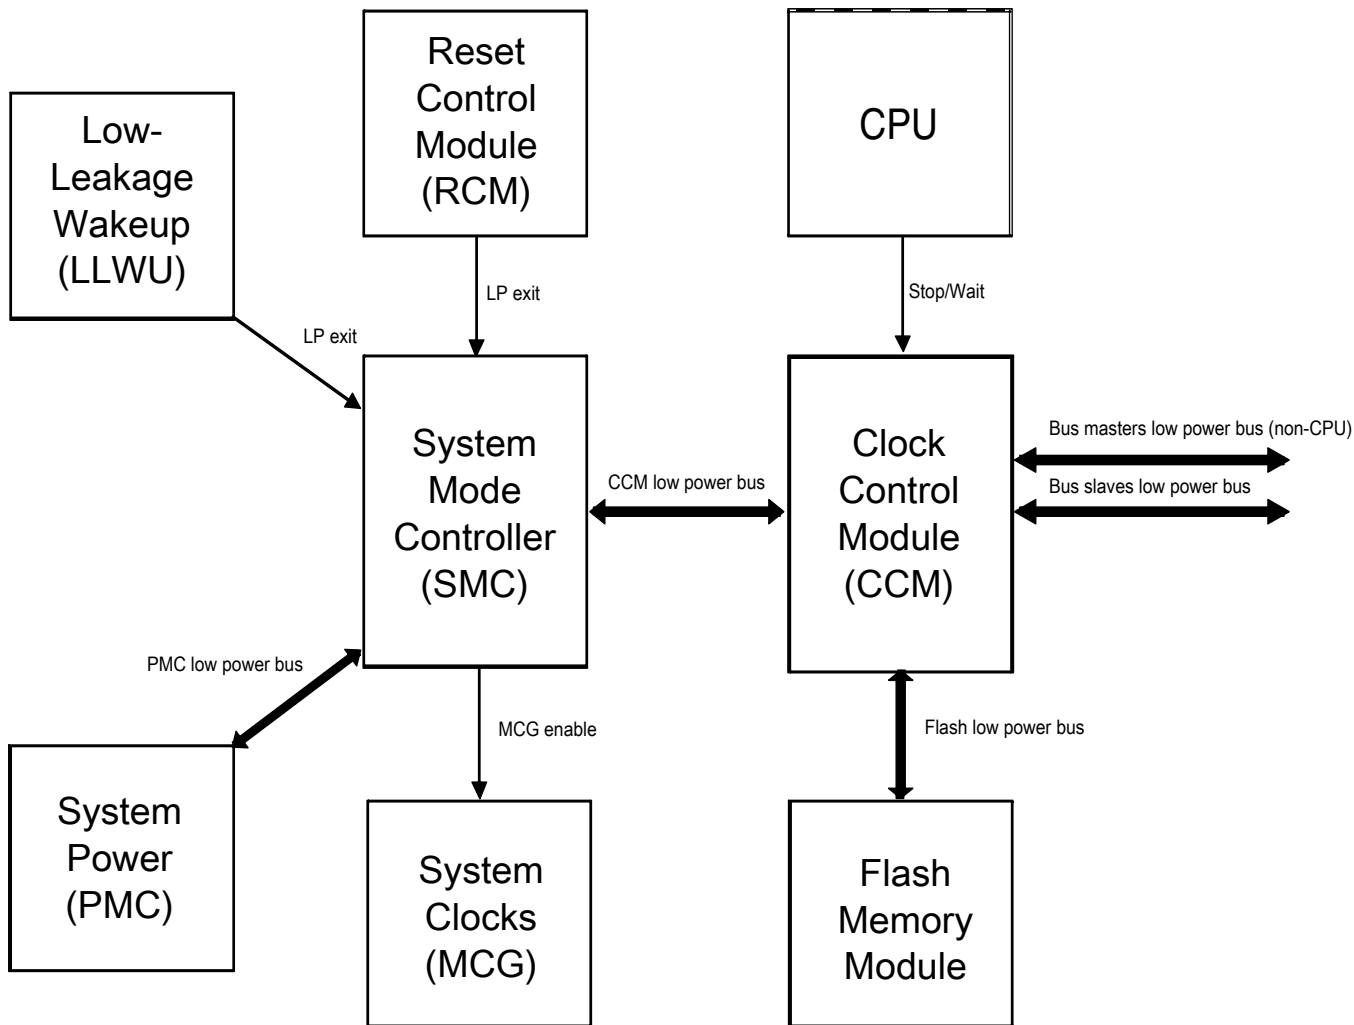 Reset
Control
Module
(RCM)
CPU
Low-
Leakage
Wakeup
(LLWU)
LP exit
Stop/Wait
LP exit
System
Mode
Controller
(SMC)
Clock
Control
Module
(CCM)
Bus masters low power bus (non-CPU)
CCM low power bus
Bus slaves low power bus
PMC low power bus
MCG enable
Flash low power bus
System
Power
(PMC)
System
Clocks
(MCG)
Flash
Memory
Module